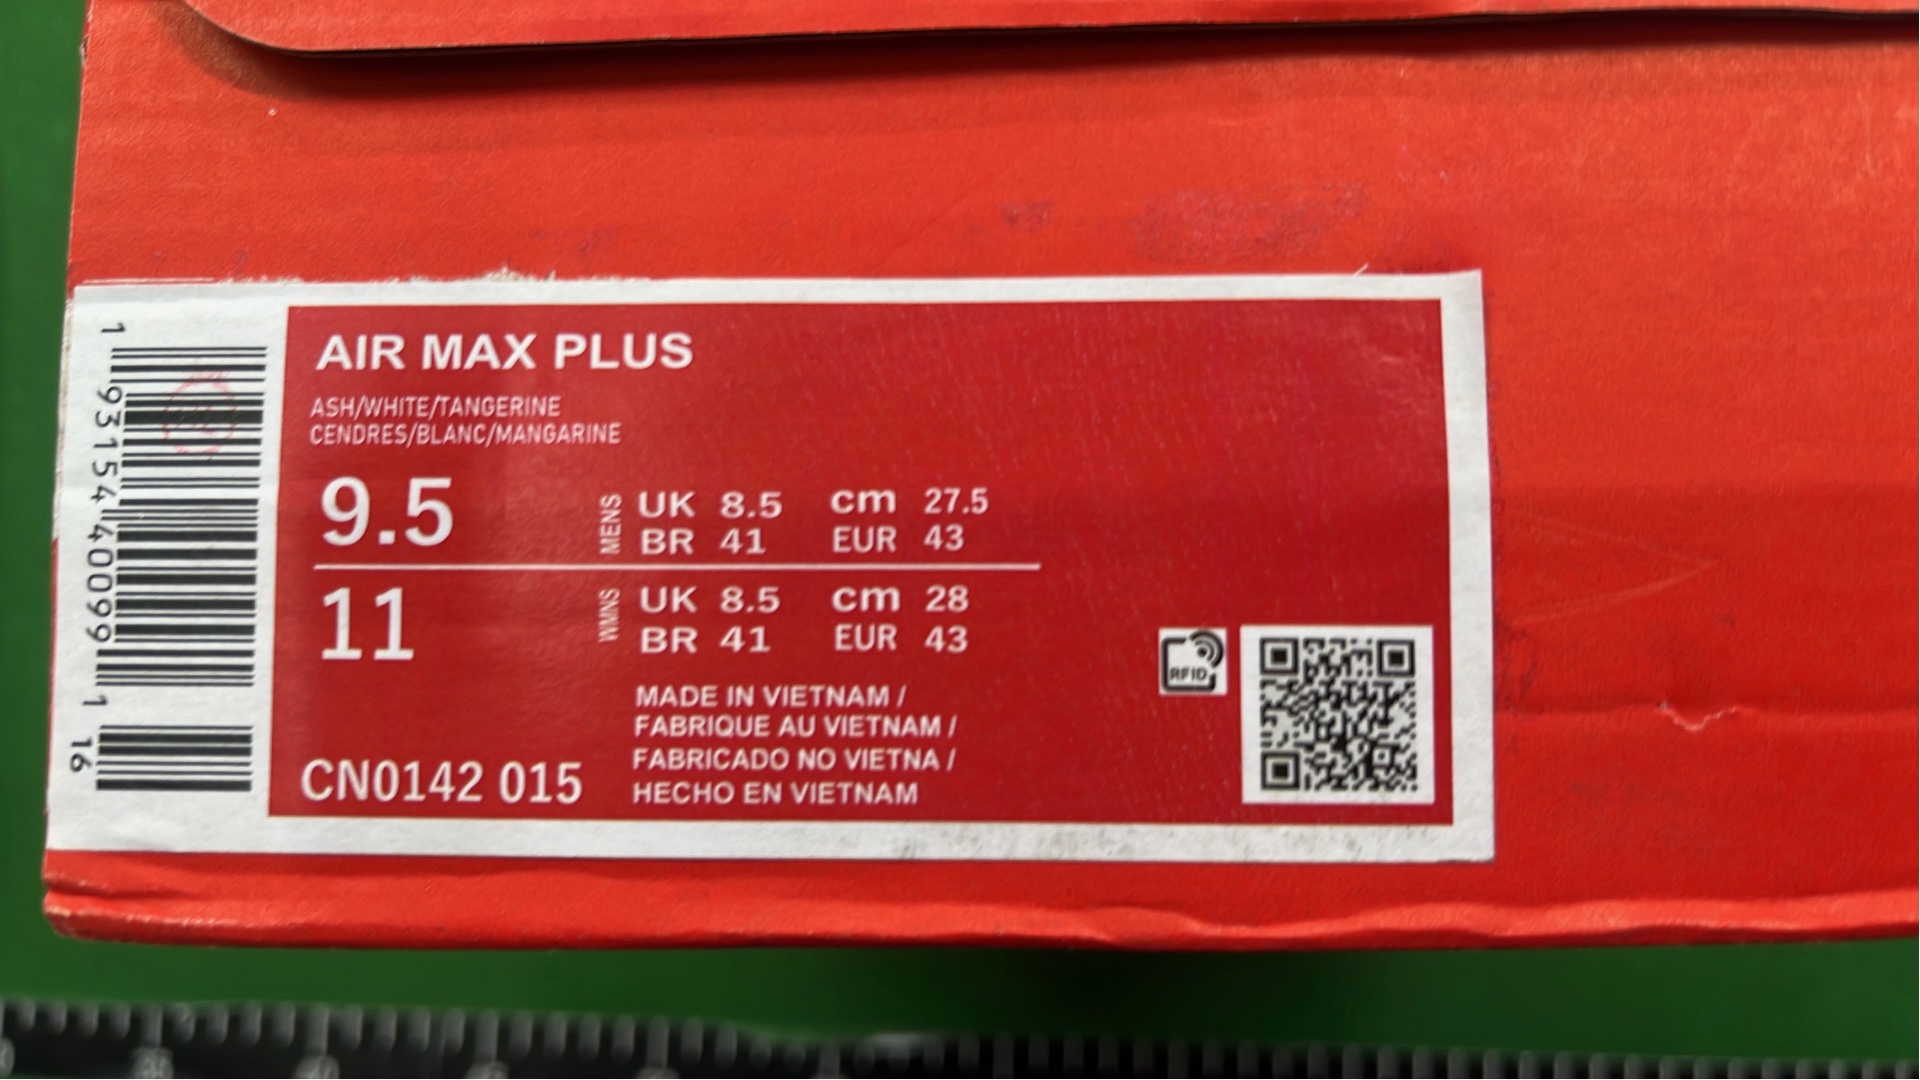 AIR MAX PLUS
ASH/WHITE/TANGERINE
CENDRES/BLANC/MANGARINE
9.5
MENS
UK 8.5 cm 27.5
BR 41 EUR 43
11
WMNS
UK 8.5 cm 28
BR 41 EUR 43
MADE IN VIETNAM /
FABRIQUE AU VIETNAM /
FABRICADO NO VIETNA /
HECHO EN VIETNAM
CN0142 015
RFID
1 93154 40099 1 16